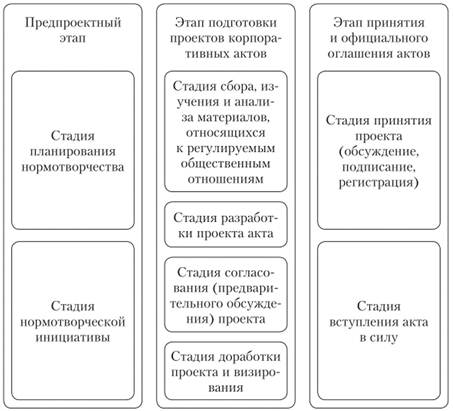 Предпроектный
этап
Стадия
планирования
нормотворчества
Стадия
нормотворческой
инициативы
Этап подготовки
проектов корпора-
тивных актов
Стадия сбора, из-
учения и анали-
за материалов,
относящихся
к регулируемым
общественным
отношениям
Стадия разработ-
ки проекта акта
Стадия согласо-
вания (предвари-
тельного обсужде-
ния) проекта
Стадия доработки
проекта и визиро-
вания
Этап принятия
и официального
оглашения актов
Стадия принятия
проекта
(обсуждение,
подписание,
регистрация)
Стадия
вступления акта
в силу